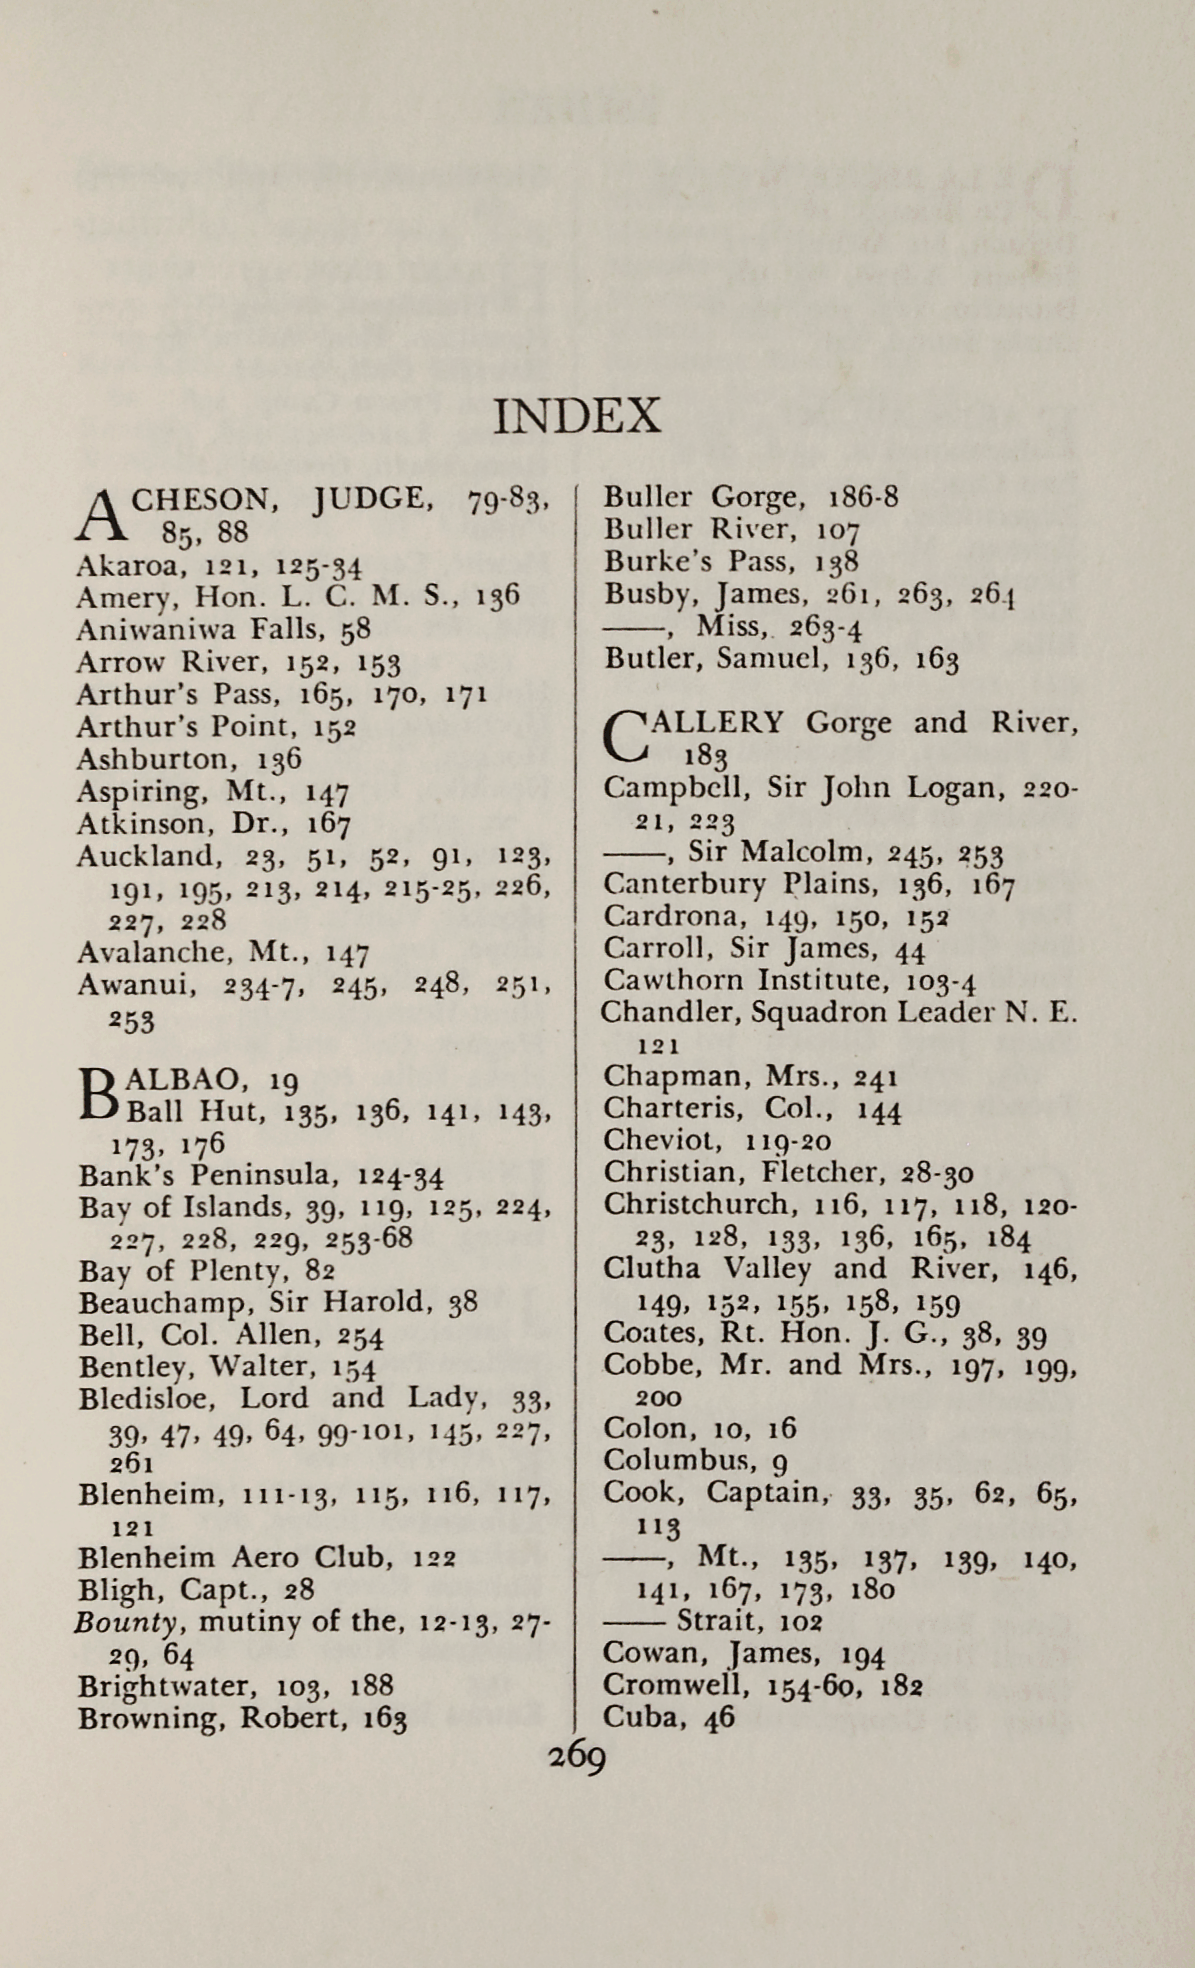 INDEX
ACHESON, JUDGE, 79-83,
85, 88
Akaroa, 121, 125-34
Amery, Hon. L. C. M. S., 136
Aniwaniwa Falls, 58
Arrow River, 152, 153
Arthur's Pass, 165, 170, 171
Arthur's Point, 152
Ashburton, 136
Aspiring, Mt., 147
Atkinson, Dr., 167
Auckland, 23, 51, 52, 91, 123,
191, 195, 213, 214, 215-25, 226,
227, 228
Avalanche, Mt., 147
Awanui, 234-7, 245, 248, 251,
253
BALBAO, 19
Ball Hut, 135, 136, 141, 143,
173, 176
Bank's Peninsula, 124-34
Bay of Islands, 39, 119, 125, 224,
227, 228, 229, 253-68
Bay of Plenty, 82
Beauchamp, Sir Harold, 38
Bell, Col. Allen, 254
Bentley, Walter, 154
Bledisloe, Lord and Lady, 33,
39, 47, 49, 64, 99-101, 145, 227,
261
Blenheim, 111-13, 115, 116, 117,
121
Blenheim Aero Club, 122
Bligh, Capt., 28
Bounty, mutiny of the, 12-13, 27-
29, 64
Brightwater, 103, 188
Browning, Robert, 163
Buller Gorge, 186-8
Buller River, 107
Burke's Pass, 138
Busby, James, 261, 263, 264
——, Miss, 263-4
Butler, Samuel, 136, 163
CALLERY Gorge and River,
183
Campbell, Sir John Logan, 220-
21, 223
——, Sir Malcolm, 245, 253
Canterbury Plains, 136, 167
Cardrona, 149, 150, 152
Carroll, Sir James, 44
Cawthorn Institute, 103-4
Chandler, Squadron Leader N. E.
121
Chapman, Mrs., 241
Charteris, Col., 144
Cheviot, 119-20
Christian, Fletcher, 28-30
Christchurch, 116, 117, 118, 120-
23, 128, 133, 136, 165, 184
Clutha Valley and River, 146,
149, 152, 155, 158, 159
Coates, Rt. Hon. J. G., 38, 39
Cobbe, Mr. and Mrs., 197, 199,
200
Colon, 10, 16
Columbus, 9
Cook, Captain, 33, 35, 62, 65,
113
——, Mt., 135, 137, 139, 140,
141, 167, 173, 180
—— Strait, 102
Cowan, James, 194
Cromwell, 154-60, 182
Cuba, 46
269